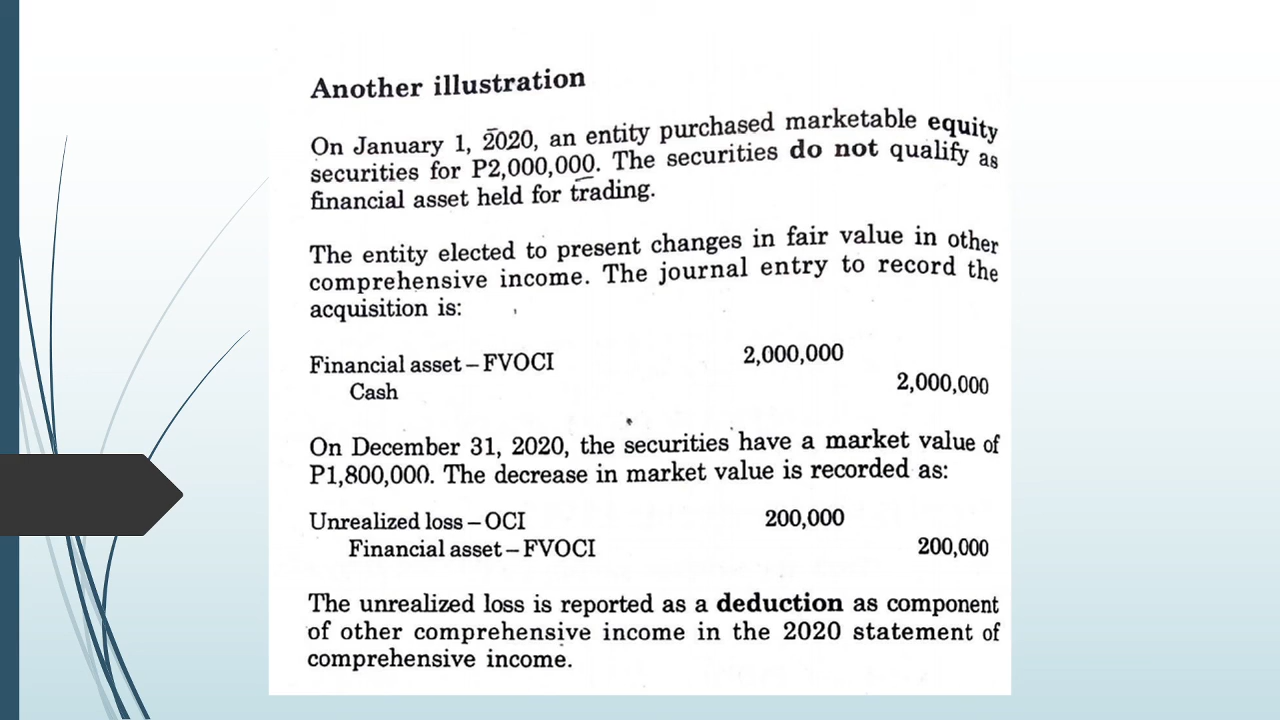 Another illustration
On January 1, 2020, an entity purchased marketable equity
securities for P2,000,000. The securities do not qualify as
financial asset held for trading.
The entity elected to present changes in fair value in other
comprehensive income. The journal entry to record the
acquisition is:
Financial asset – FVOCI 2,000,000
Cash 2,000,000
On December 31, 2020, the securities have a market value of
P1,800,000. The decrease in market value is recorded as:
Unrealized loss – OCI 200,000
Financial asset – FVOCI 200,000
The unrealized loss is reported as a deduction as component
of other comprehensive income in the 2020 statement of
comprehensive income.